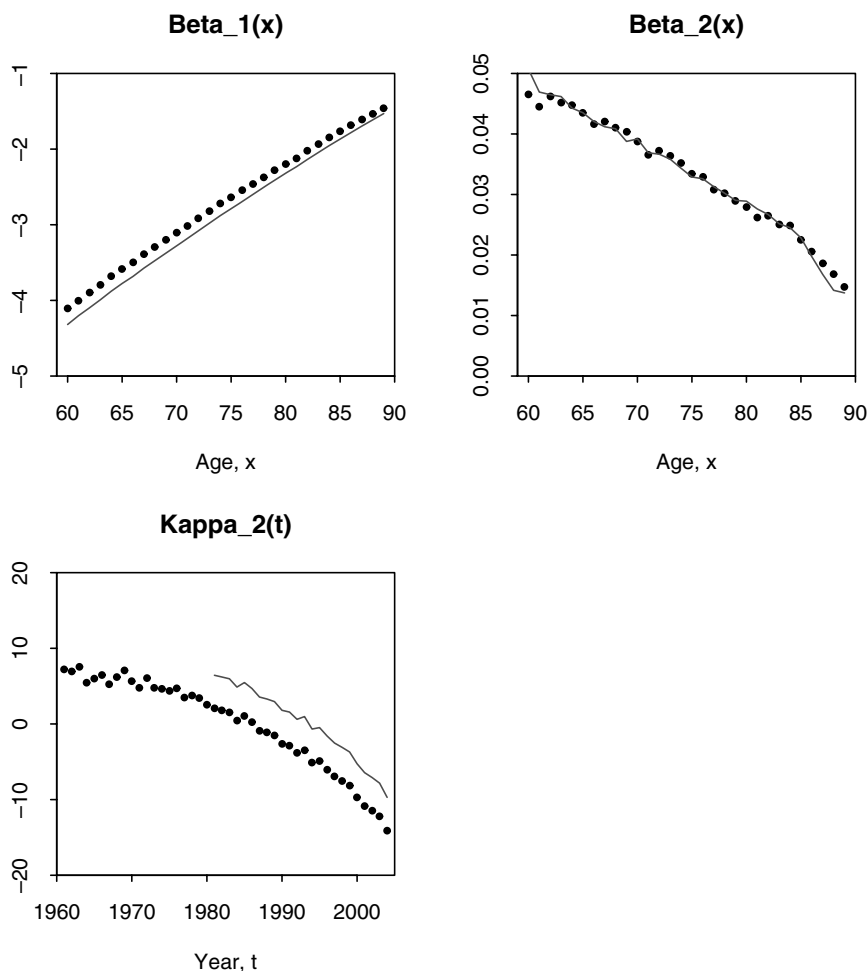 Beta_1(x)
−1
−2
−3
−4
−5
60 65 70 75 80 85 90
Age, x
Beta_2(x)
0.05
0.04
0.03
0.02
0.01
0.00
60 65 70 75 80 85 90
Age, x
Kappa_2(t)
20
10
0
−10
−20
1960 1970 1980 1990 2000
Year, t